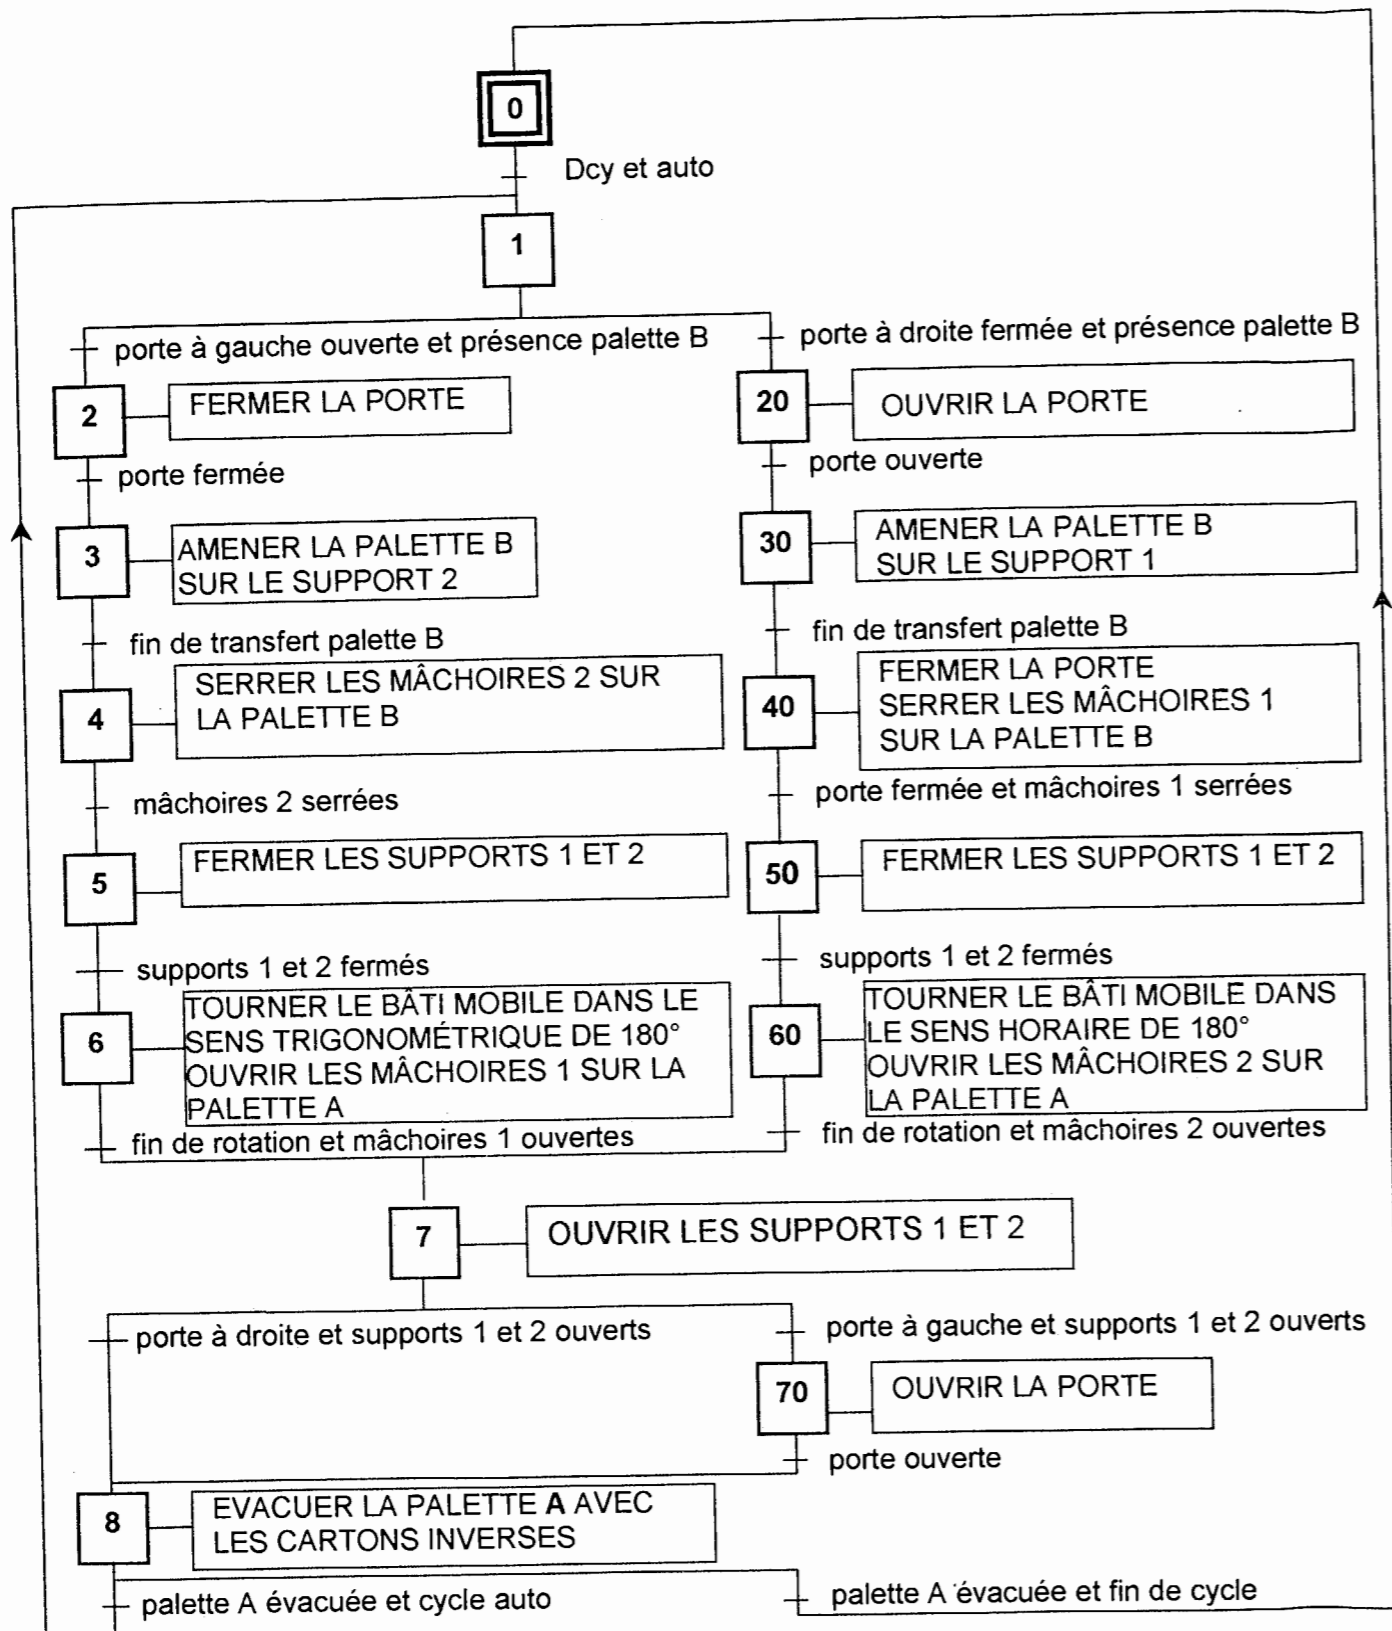 0
Dcy et auto
1
porte à gauche ouverte et présence palette B
porte à droite fermée et présence palette B
2
FERMER LA PORTE
20
OUVRIR LA PORTE
porte fermée
porte ouverte
3
AMENER LA PALETTE B
SUR LE SUPPORT 2
30
AMENER LA PALETTE B
SUR LE SUPPORT 1
fin de transfert palette B
fin de transfert palette B
4
SERRER LES MÂCHOIRES 2 SUR
LA PALETTE B
40
FERMER LA PORTE
SERRER LES MÂCHOIRES 1
SUR LA PALETTE B
mâchoires 2 serrées
porte fermée et mâchoires 1 serrées
5
FERMER LES SUPPORTS 1 ET 2
50
FERMER LES SUPPORTS 1 ET 2
supports 1 et 2 fermés
supports 1 et 2 fermés
6
TOURNER LE BÂTI MOBILE DANS LE
SENS TRIGONOMÉTRIQUE DE 180°
OUVRIR LES MÂCHOIRES 1 SUR LA
PALETTE A
60
TOURNER LE BÂTI MOBILE DANS
LE SENS HORAIRE DE 180°
OUVRIR LES MÂCHOIRES 2 SUR
LA PALETTE A
fin de rotation et mâchoires 1 ouvertes
fin de rotation et mâchoires 2 ouvertes
7
OUVRIR LES SUPPORTS 1 ET 2
porte à droite et supports 1 et 2 ouverts
porte à gauche et supports 1 et 2 ouverts
70
OUVRIR LA PORTE
porte ouverte
8
EVACUER LA PALETTE A AVEC
LES CARTONS INVERSES
palette A évacuée et cycle auto
palette A évacuée et fin de cycle